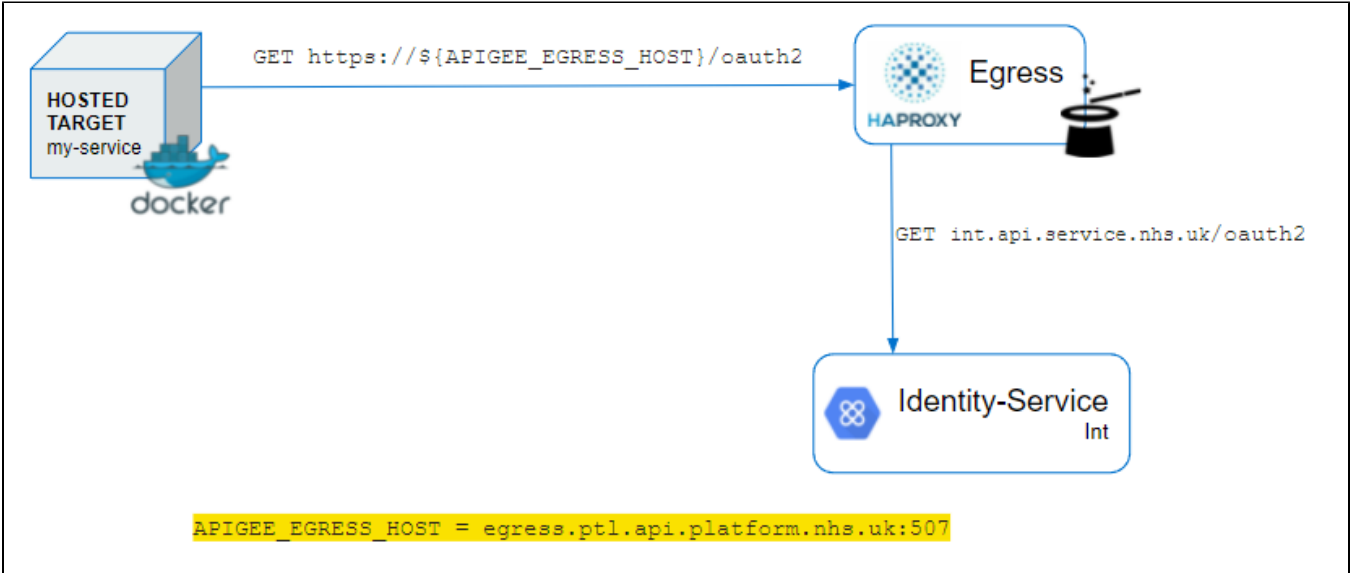 GET https://${APIGEE_EGRESS_HOST}/oauth2
HOSTED
TARGET
my-service
docker
Egress
HAPROXY
GET int.api.service.nhs.uk/oauth2
Identity-Service
Int
APIGEE_EGRESS_HOST = egress.ptl.api.platform.nhs.uk:507